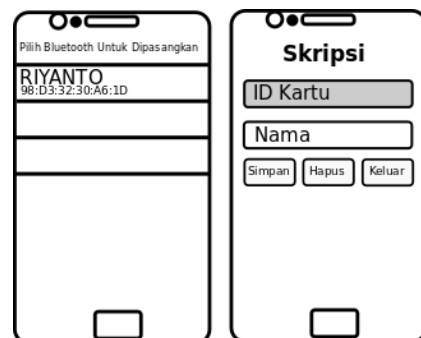 Pilih Bluetooth Untuk Dipasangkan
RIYANTO
98:D3:32:30:A6:1D
Skripsi
ID Kartu
Nama
Simpan
Hapus
Keluar